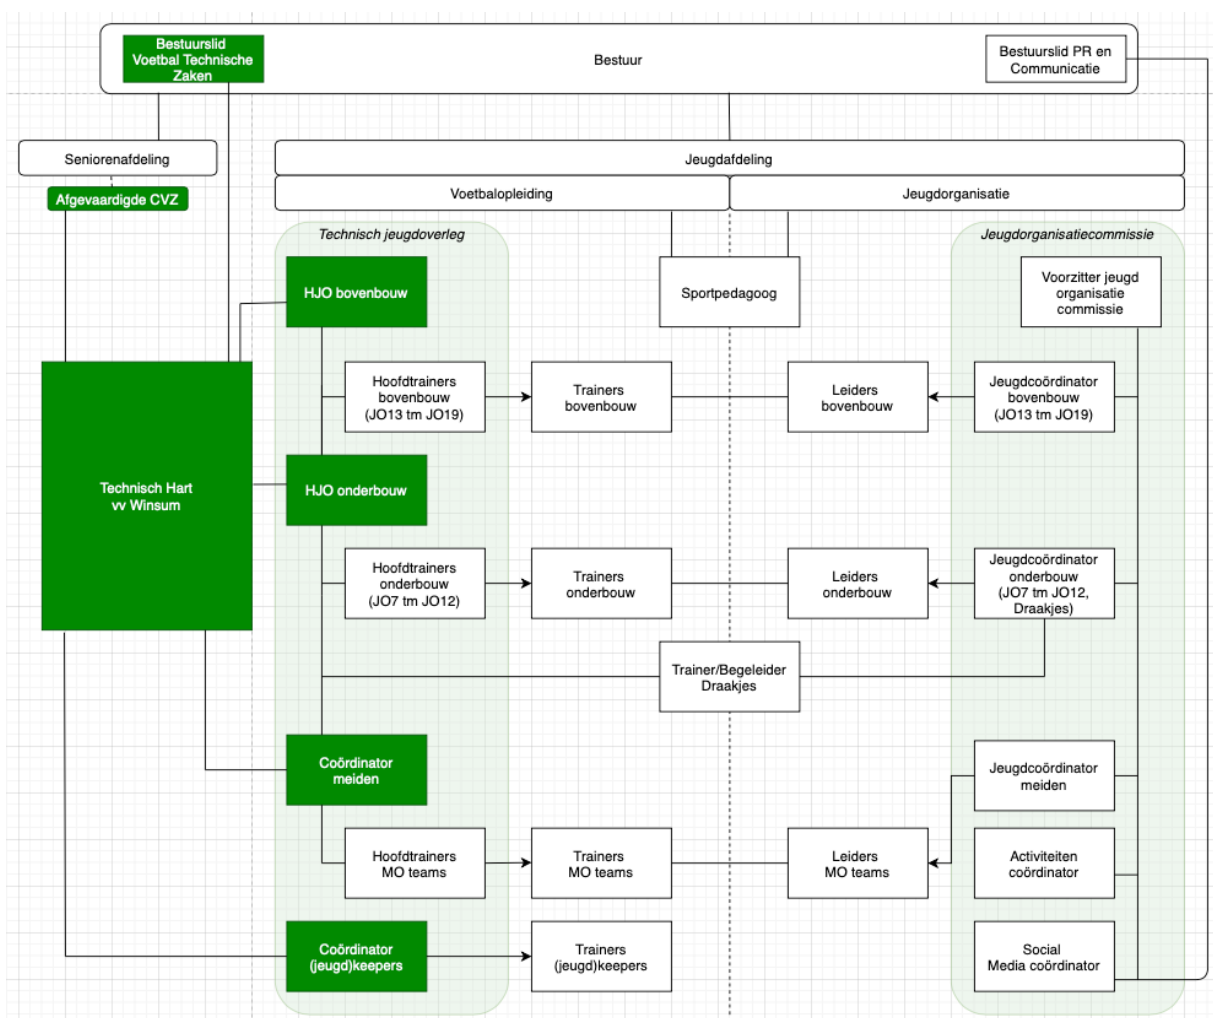 Bestuurslid
Voetbal Technische
Zaken
Bestuur
Bestuurslid PR en
Communicatie
Seniorenafdeling
Jeugdafdeling
Afgevaardigde CVZ
Voetbalopleiding
Jeugdorganisatie
Technisch jeugdoverleg
Jeugdorganisatiecommissie
HJO bovenbouw
Sportpedagoog
Voorzitter jeugd
organisatie
commissie
Hoofdtrainers
bovenbouw
(JO13 tm JO19)
Trainers
bovenbouw
Leiders
bovenbouw
Jeugdcoördinator
bovenbouw
(JO13 tm JO19)
Technisch Hart
vv Winsum
HJO onderbouw
Hoofdtrainers
onderbouw
(JO7 tm JO12)
Trainers
onderbouw
Leiders
onderbouw
Jeugdcoördinator
onderbouw
(JO7 tm JO12,
Draakjes)
Trainer/Begeleider
Draakjes
Coördinator
meiden
Jeugdcoördinator
meiden
Hoofdtrainers
MO teams
Trainers
MO teams
Leiders
MO teams
Activiteiten
coördinator
Coördinator
(jeugd)keepers
Trainers
(jeugd)keepers
Social
Media coördinator